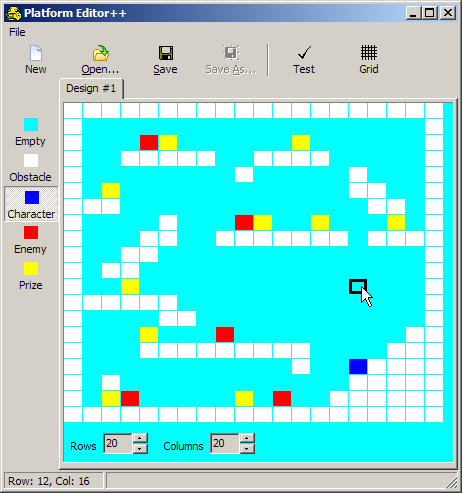 Platform Editor++
File
New Open... Save Save As... Test Grid
Design #1
Empty
Obstacle
Character
Enemy
Prize
Rows 20 Columns 20
Row: 12, Col: 16